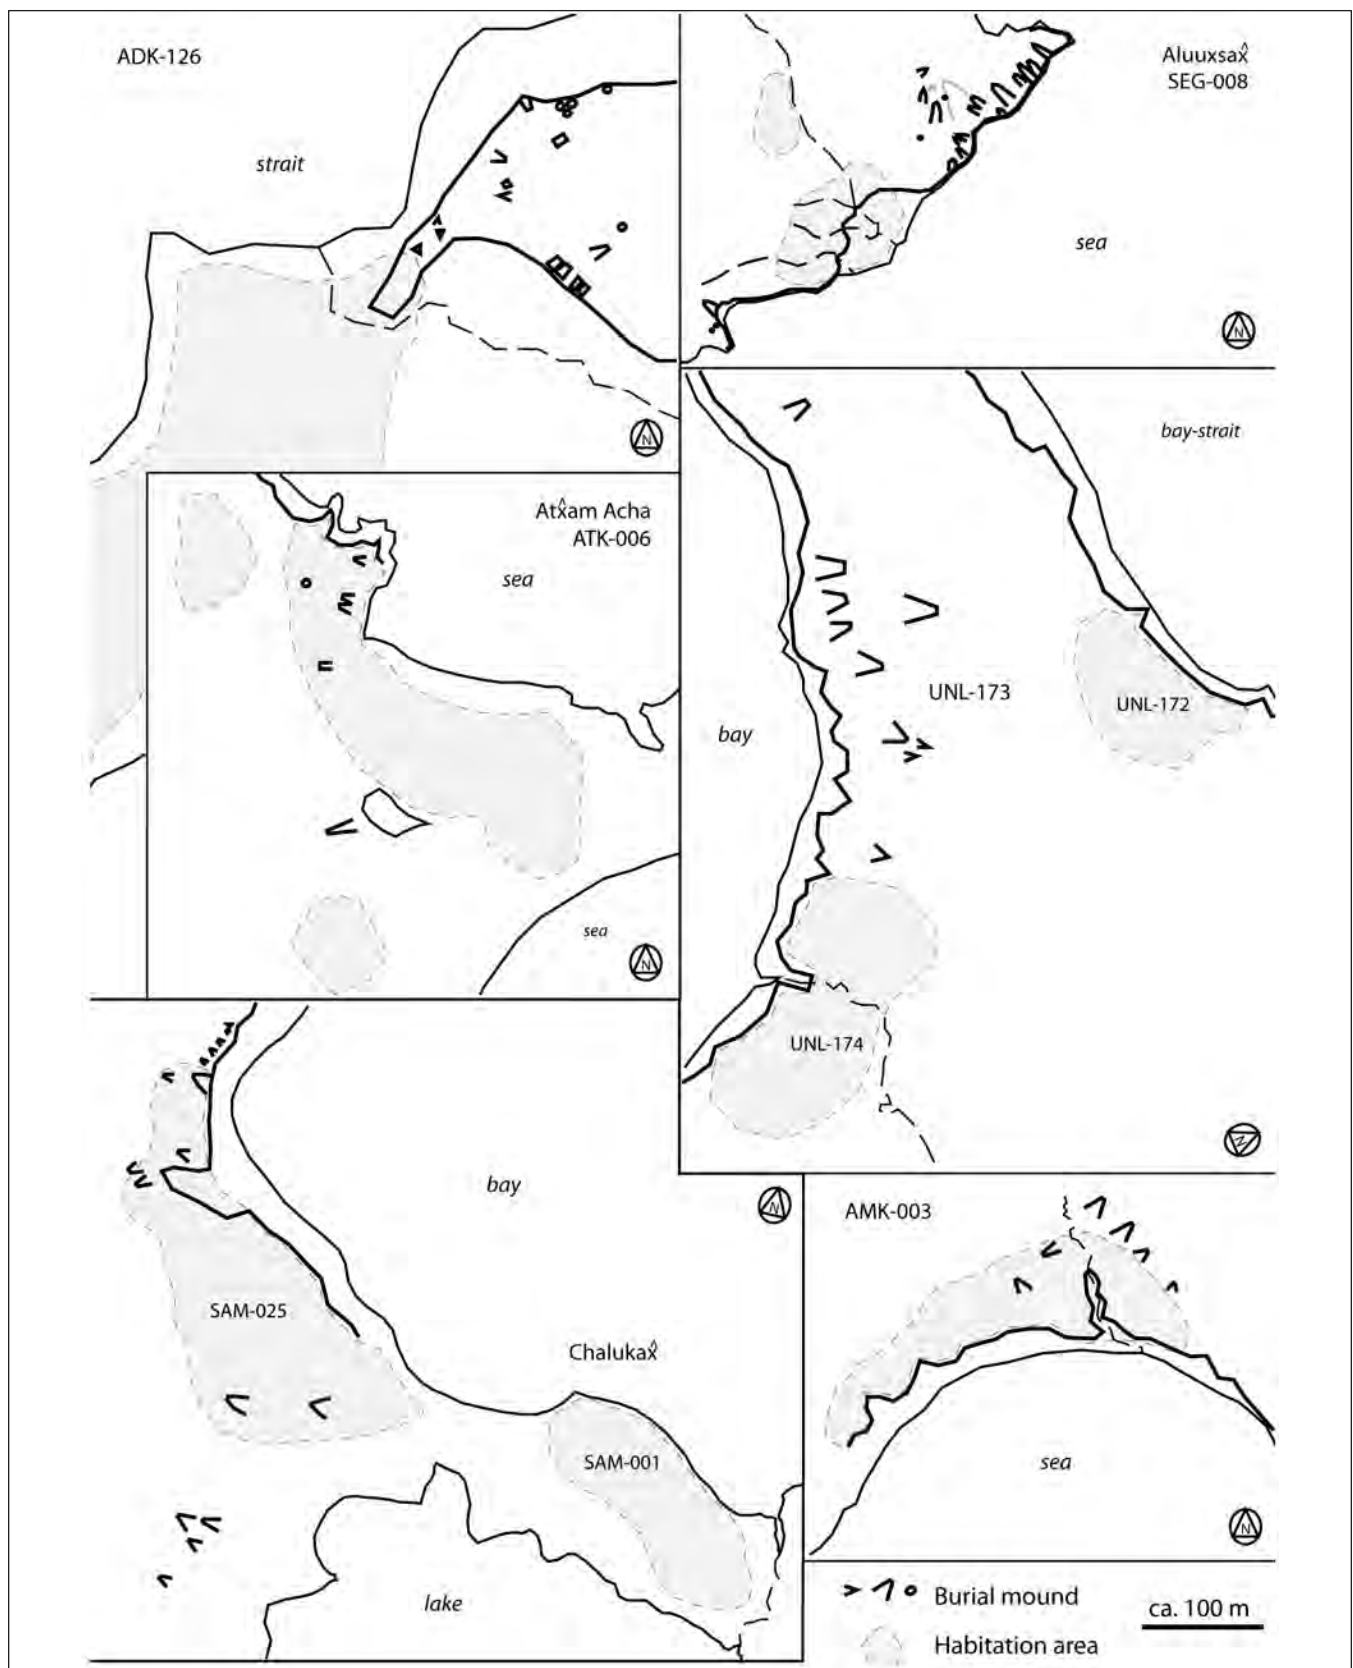 ADK-126
strait
N
Aluuxsax̂
SEG-008
sea
N
Atx̂am Acha
ATK-006
sea
sea
N
bay-strait
UNL-173
UNL-172
bay
UNL-174
N
N
bay
SAM-025
Chalukax̂
SAM-001
lake
AMK-003
sea
N
Burial mound
Habitation area
ca. 100 m